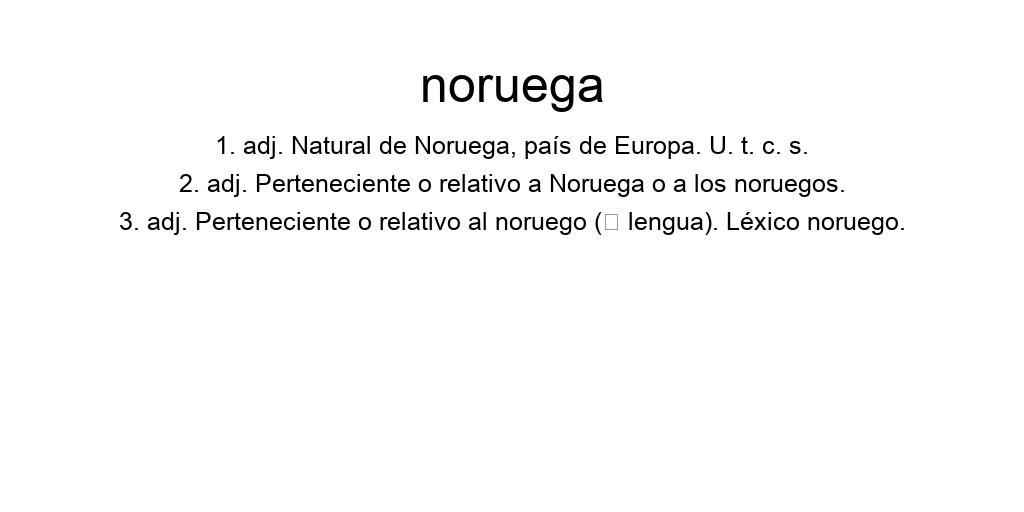 noruega
1. adj. Natural de Noruega, país de Europa. U. t. c. s.
2. adj. Perteneciente o relativo a Noruega o a los noruegos.
3. adj. Perteneciente o relativo al noruego (□ lengua). Léxico noruego.